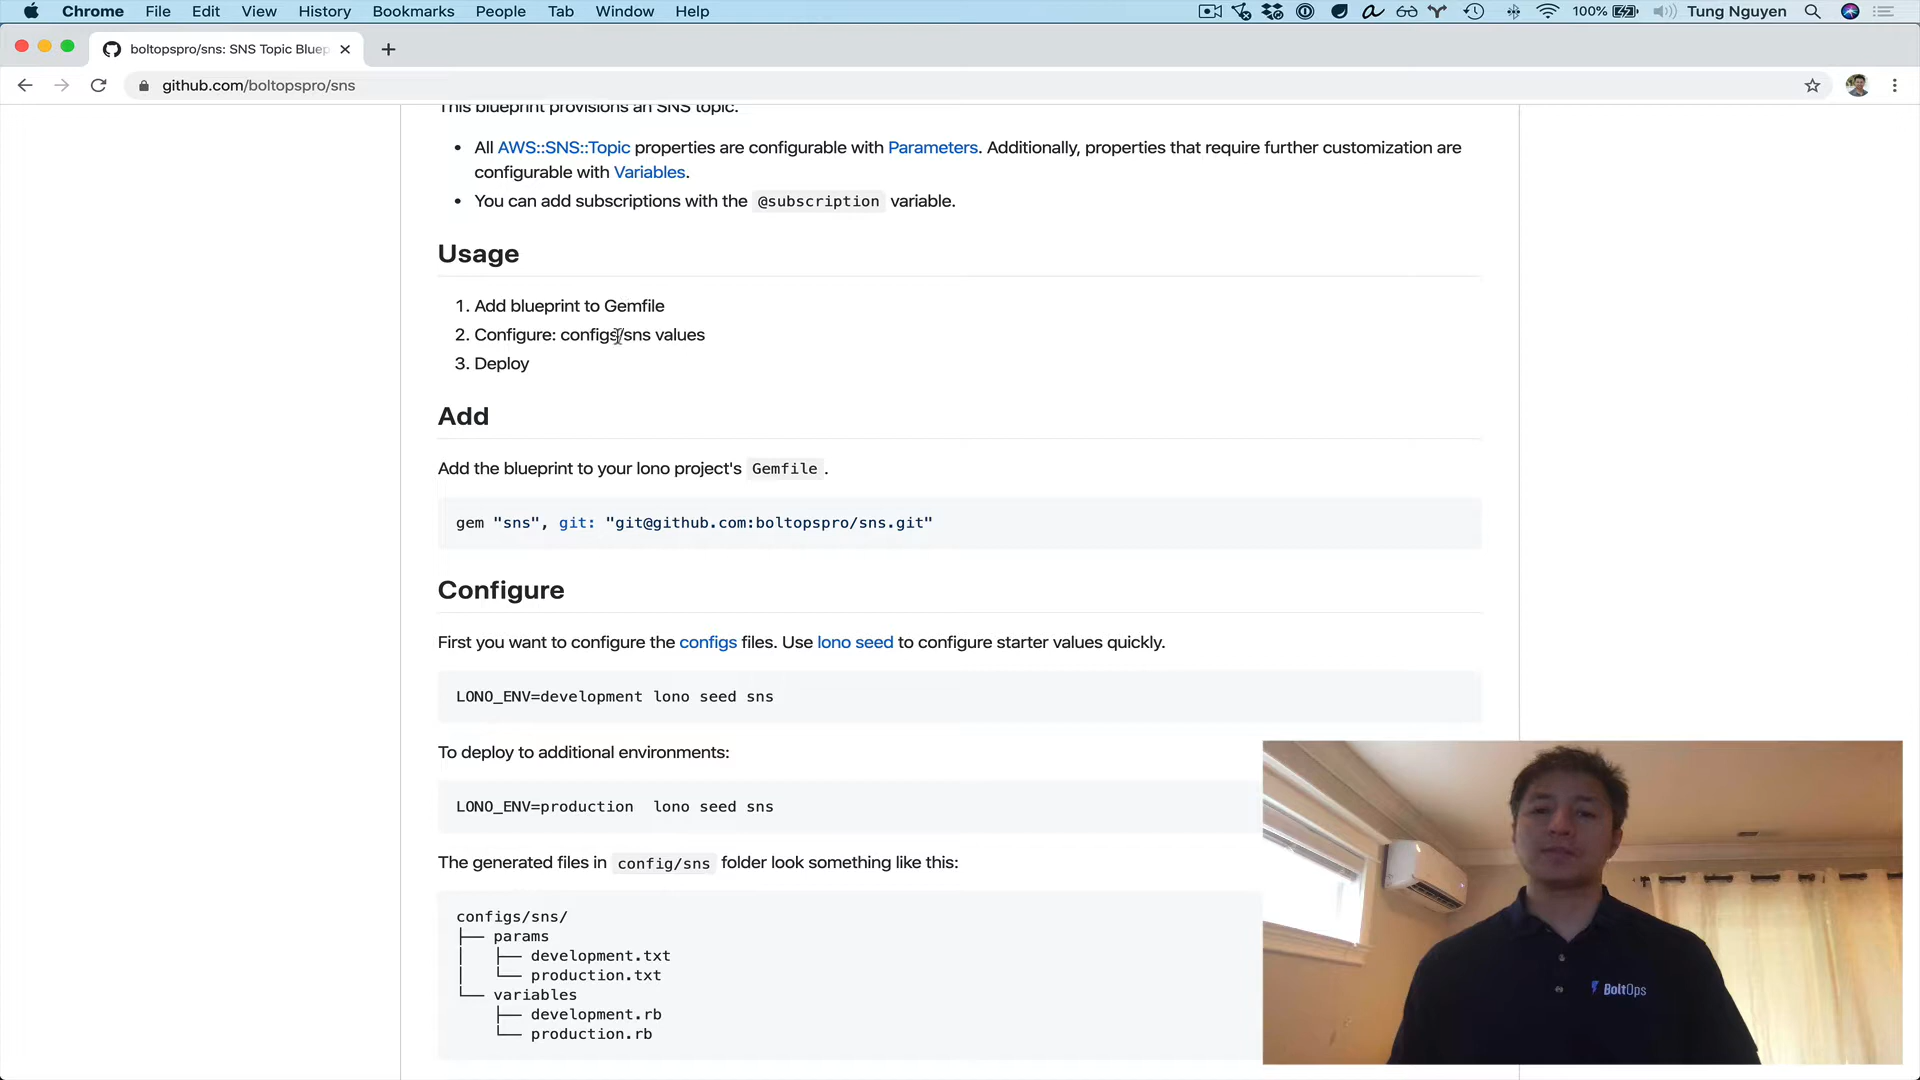 Chrome File Edit View History Bookmarks People Tab Window Help
100% Tung Nguyen
boltopspro/sns: SNS Topic Bluep
github.com/boltopspro/sns
This blueprint provisions an SNS topic.
• All AWS::SNS::Topic properties are configurable with Parameters. Additionally, properties that require further customization are
configurable with Variables.
• You can add subscriptions with the @subscription variable.
Usage
1. Add blueprint to Gemfile
2. Configure: configs/sns values
3. Deploy
Add
Add the blueprint to your lono project's Gemfile.
gem "sns", git: "git@github.com:boltopspro/sns.git"
Configure
First you want to configure the configs files. Use lono seed to configure starter values quickly.
LONO_ENV=development lono seed sns
To deploy to additional environments:
LONO_ENV=production  lono seed sns
The generated files in config/sns folder look something like this:
configs/sns/
├── params
│   ├── development.txt
│   └── production.txt
└── variables
    ├── development.rb
    └── production.rb
BoltOps